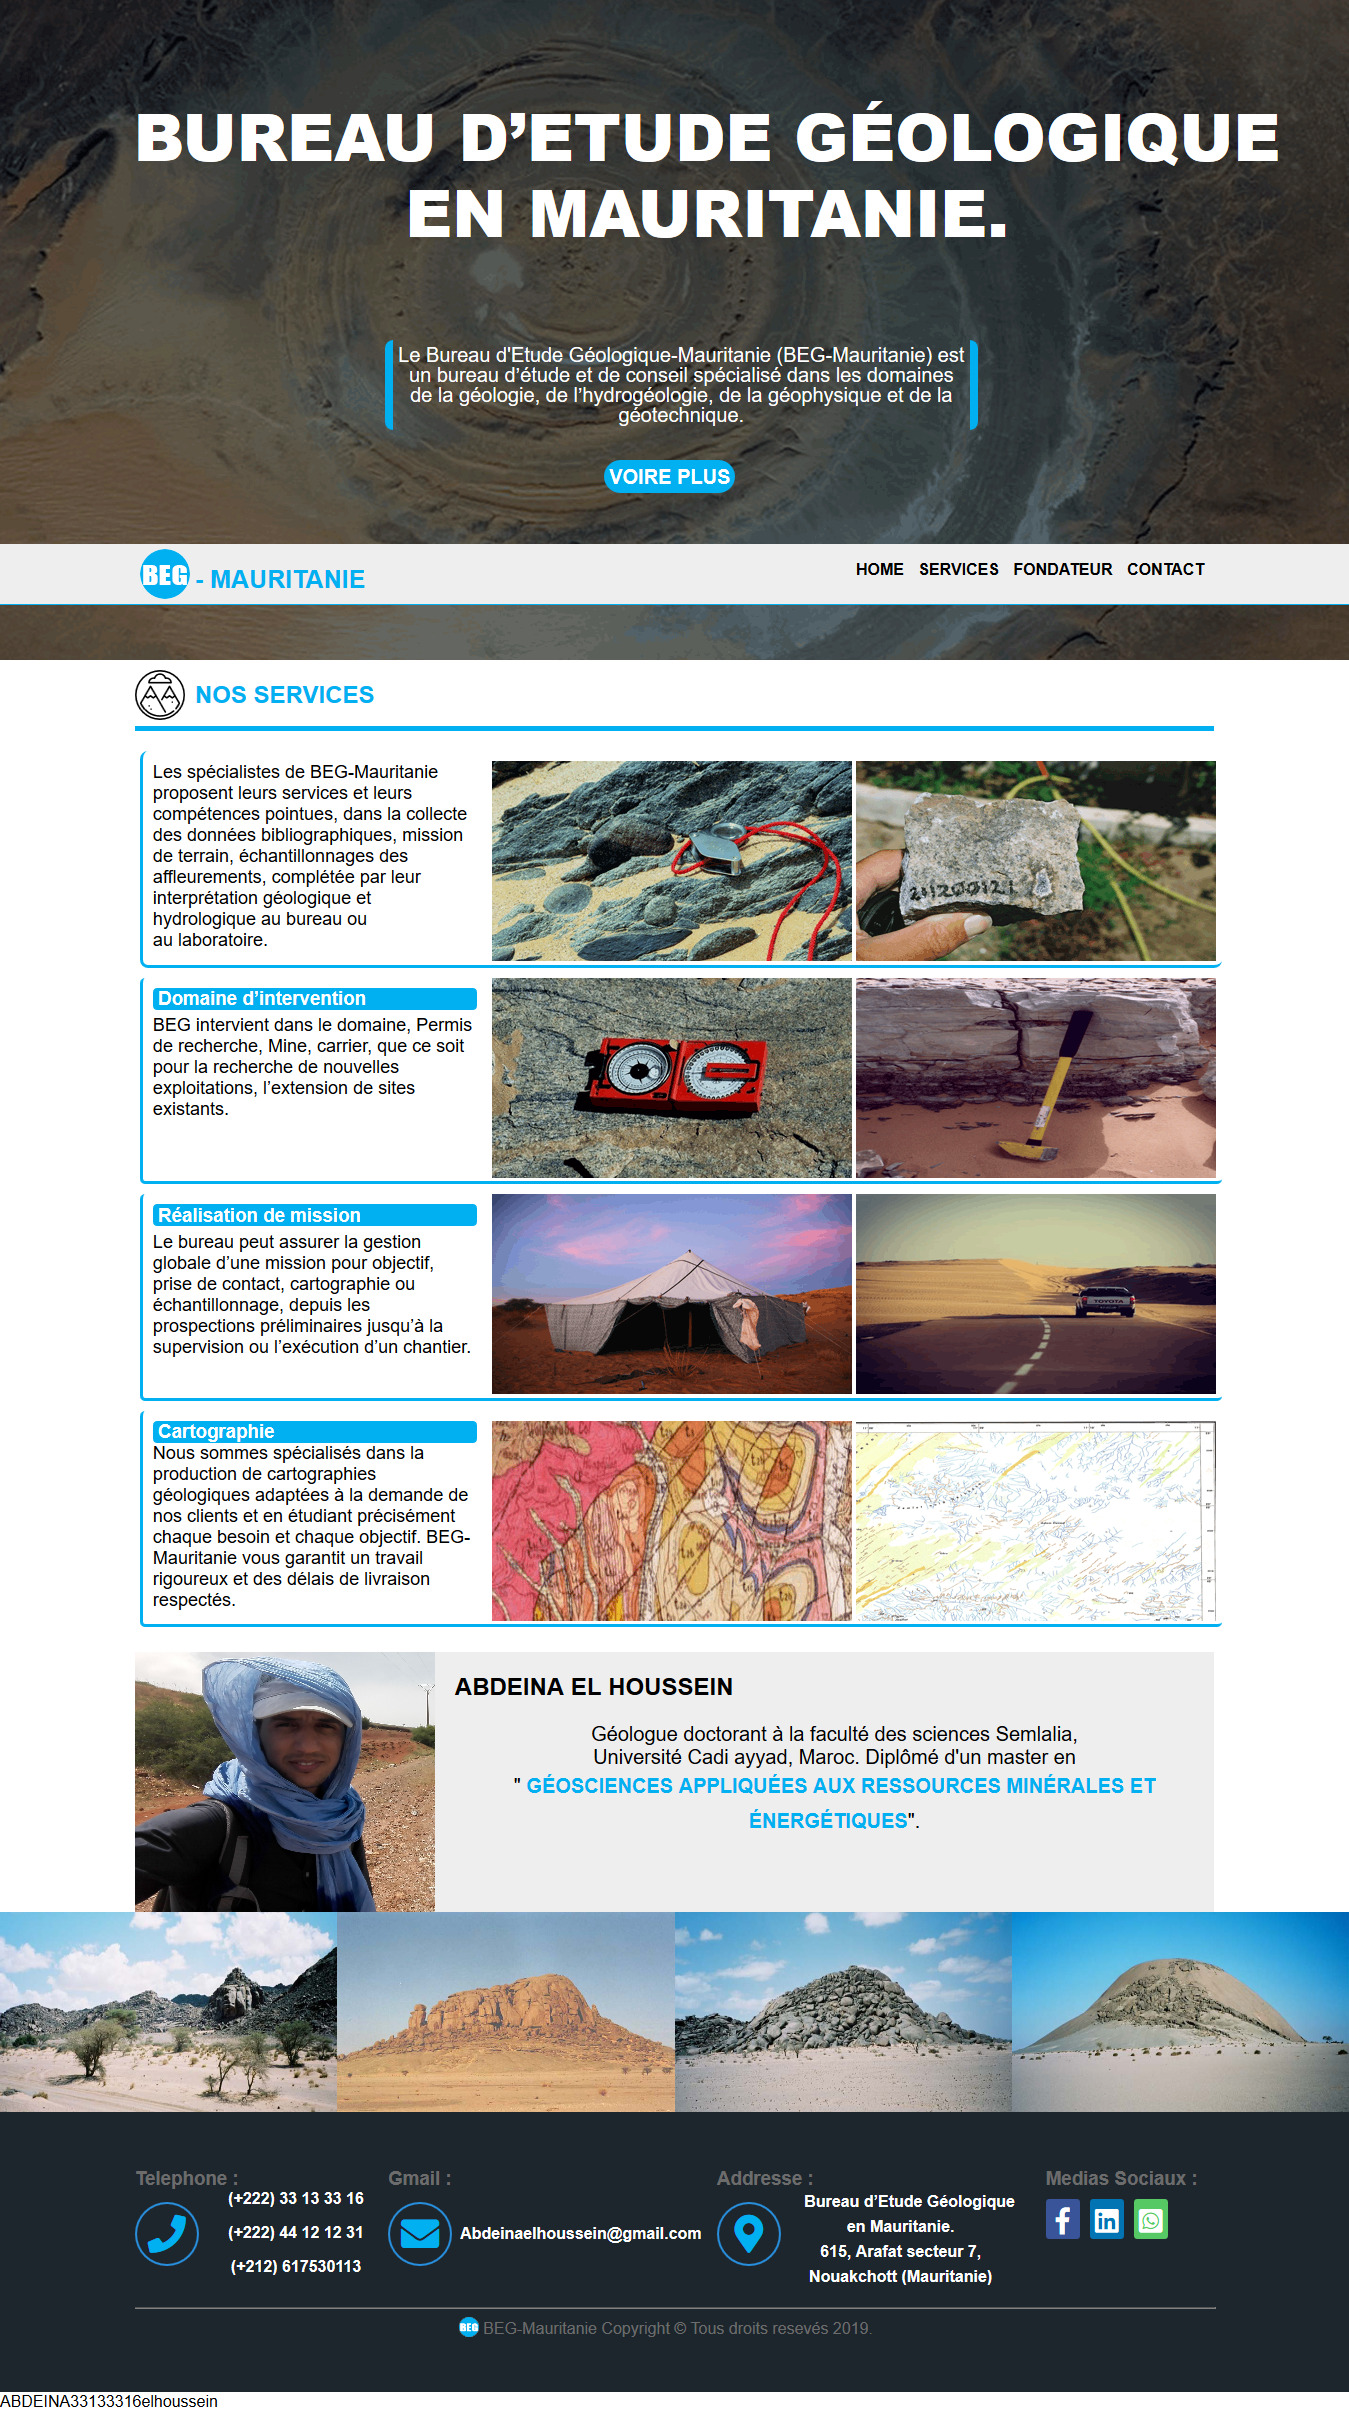 BUREAU D’ETUDE GÉOLOGIQUE
EN MAURITANIE.
Le Bureau d'Etude Géologique-Mauritanie (BEG-Mauritanie) est
un bureau d’étude et de conseil spécialisé dans les domaines
de la géologie, de l’hydrogéologie, de la géophysique et de la
géotechnique.
VOIRE PLUS
BEG - MAURITANIE
HOME SERVICES FONDATEUR CONTACT
NOS SERVICES
Les spécialistes de BEG-Mauritanie
proposent leurs services et leurs
compétences pointues, dans la collecte
des données bibliographiques, mission
de terrain, échantillonnages des
affleurements, complétée par leur
interprétation géologique et
hydrologique au bureau ou
au laboratoire.
Domaine d’intervention
BEG intervient dans le domaine, Permis
de recherche, Mine, carrier, que ce soit
pour la recherche de nouvelles
exploitations, l’extension de sites
existants.
Réalisation de mission
Le bureau peut assurer la gestion
globale d’une mission pour objectif,
prise de contact, cartographie ou
échantillonnage, depuis les
prospections préliminaires jusqu’à la
supervision ou l’exécution d’un chantier.
TOYOTA
Cartographie
Nous sommes spécialisés dans la
production de cartographies
géologiques adaptées à la demande de
nos clients et en étudiant précisément
chaque besoin et chaque objectif. BEG-
Mauritanie vous garantit un travail
rigoureux et des délais de livraison
respectés.
ABDEINA EL HOUSSEIN
Géologue doctorant à la faculté des sciences Semlalia,
Université Cadi ayyad, Maroc. Diplômé d'un master en
" GÉOSCIENCES APPLIQUÉES AUX RESSOURCES MINÉRALES ET
ÉNERGÉTIQUES".
Telephone :
(+222) 33 13 33 16
(+222) 44 12 12 31
(+212) 617530113
Gmail :
Abdeinaelhoussein@gmail.com
Addresse :
Bureau d’Etude Géologique
en Mauritanie.
615, Arafat secteur 7,
Nouakchott (Mauritanie)
Medias Sociaux :
BEG BEG-Mauritanie Copyright © Tous droits resevés 2019.
ABDEINA33133316elhoussein